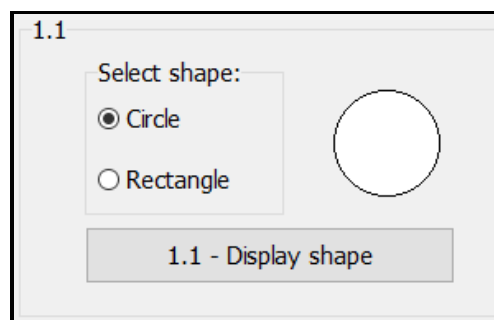 1.1
Select shape:
Circle
Rectangle
1.1 - Display shape